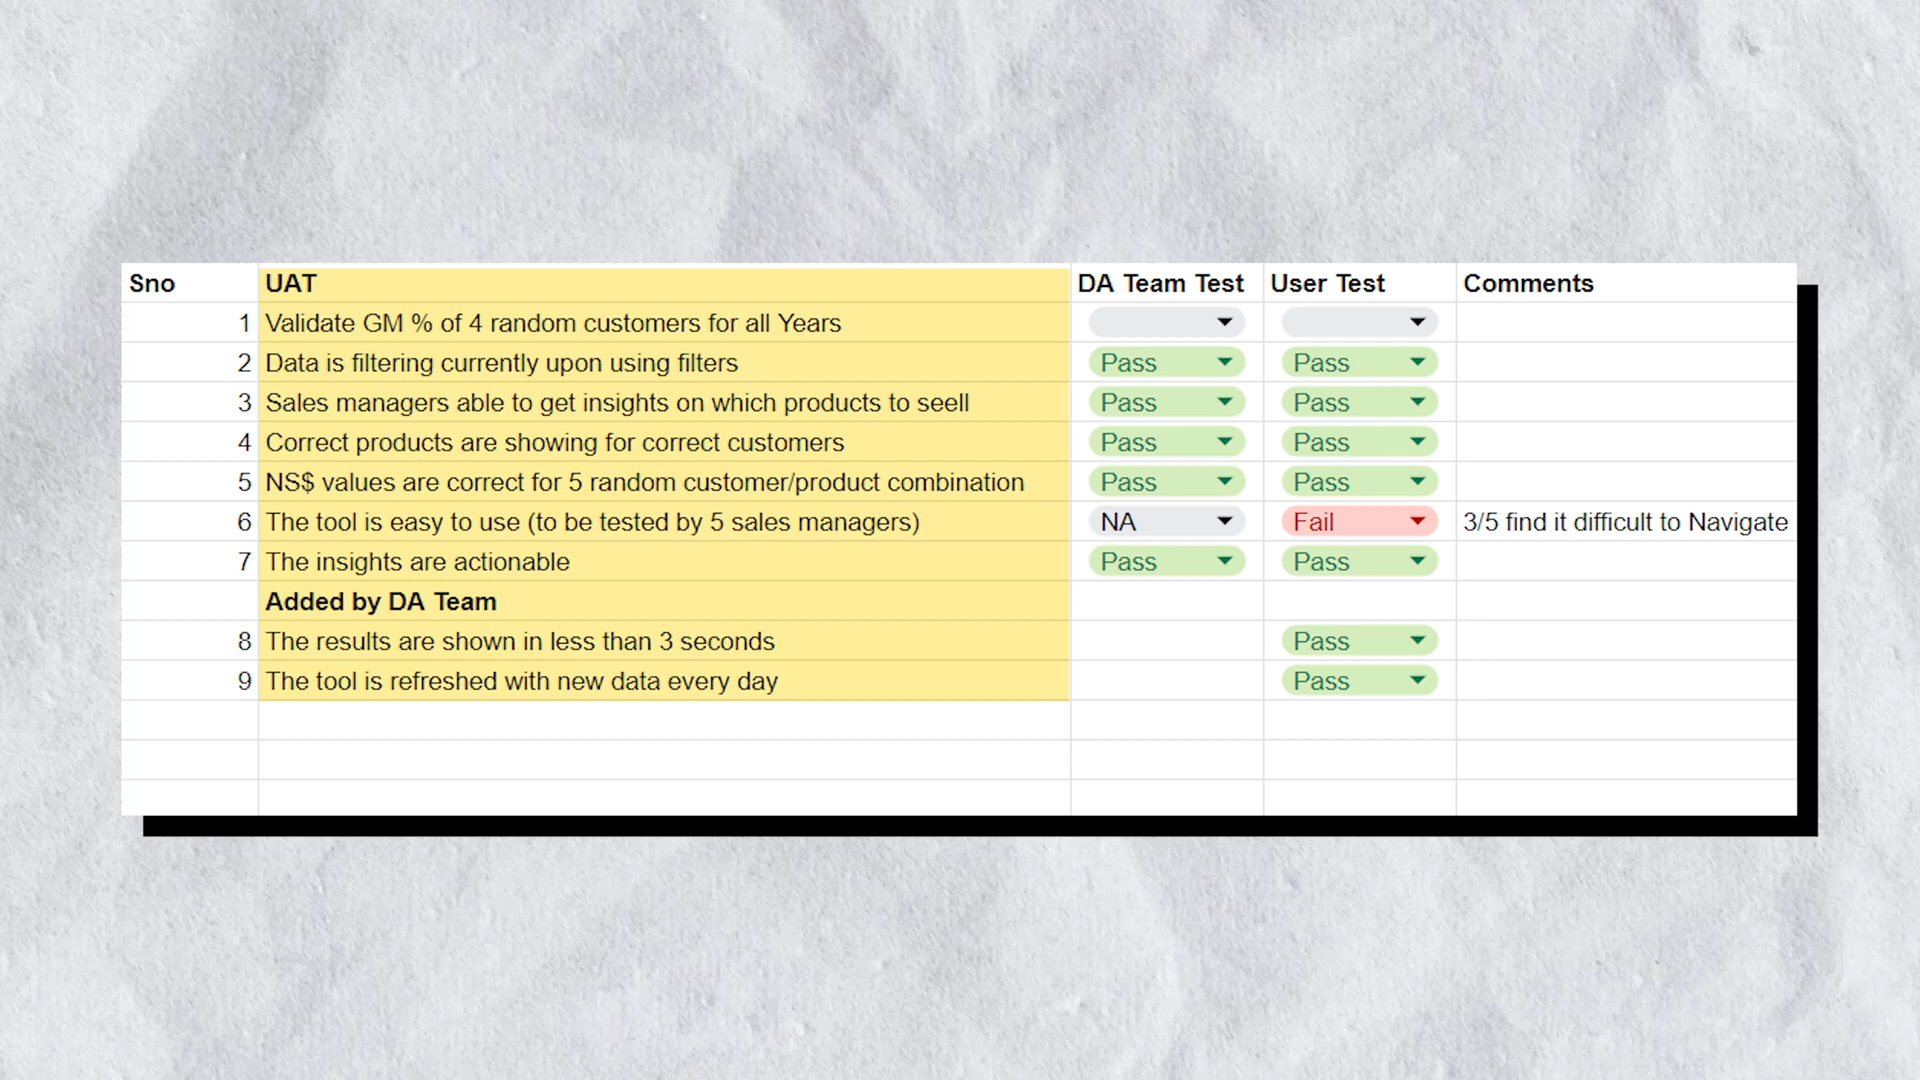 Sno UAT DA Team Test User Test Comments
1 Validate GM % of 4 random customers for all Years
2 Data is filtering currently upon using filters Pass Pass
3 Sales managers able to get insights on which products to seell Pass Pass
4 Correct products are showing for correct customers Pass Pass
5 NS$ values are correct for 5 random customer/product combination Pass Pass
6 The tool is easy to use (to be tested by 5 sales managers) NA Fail 3/5 find it difficult to Navigate
7 The insights are actionable Pass Pass
Added by DA Team
8 The results are shown in less than 3 seconds Pass
9 The tool is refreshed with new data every day Pass